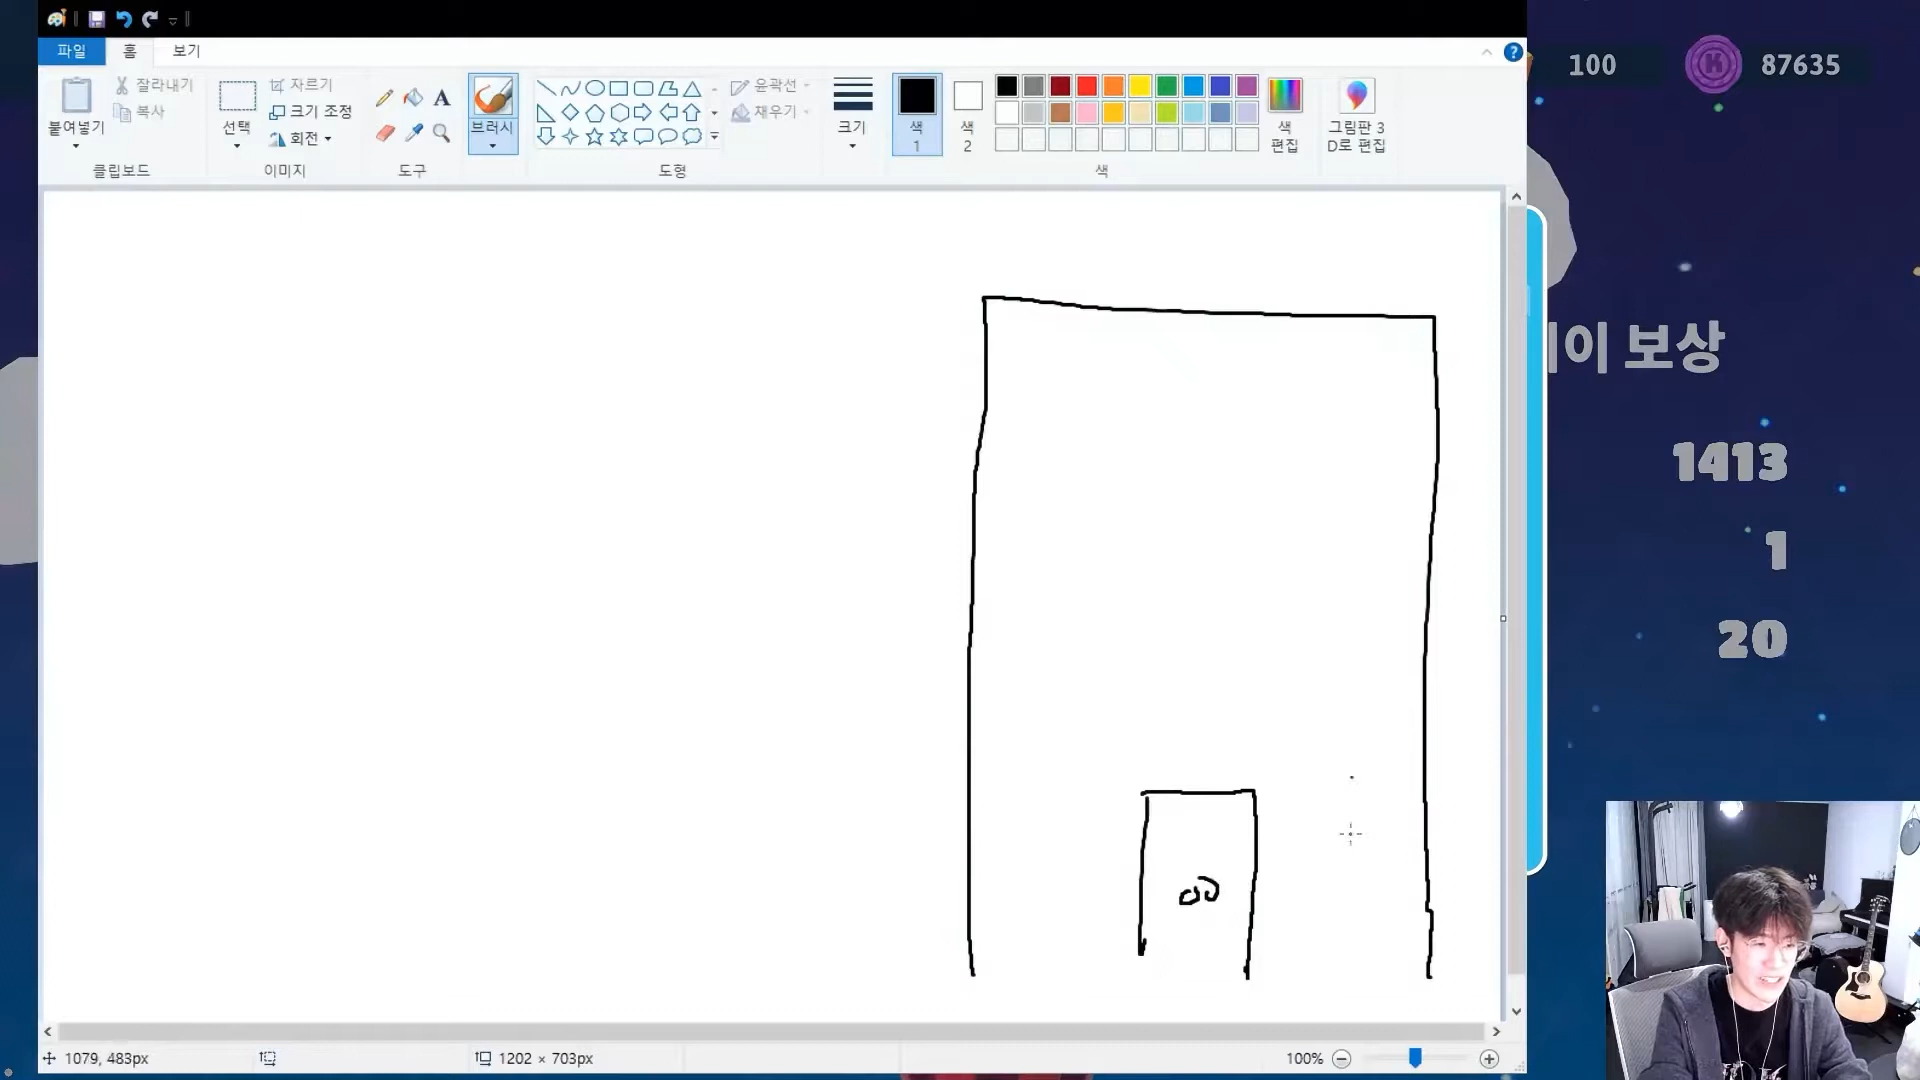 파일 홈 보기
100 87635
붙여넣기
잘라내기
복사
클립보드
선택
자르기
크기 조정
회전
이미지
A
도구
브러시
윤곽선
채우기
도형
크기
색
1
색
2
색
편집
색
그림판 3
D로 편집
이 보상
1413
1
20
1079, 483px
1202 × 703px
100%